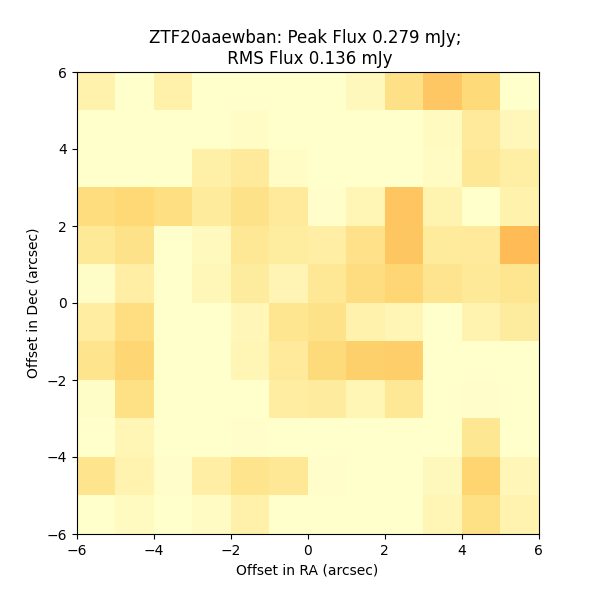 ZTF20aaewban: Peak Flux 0.279 mJy;
RMS Flux 0.136 mJy
6
4
2
0
−2
−4
−6
Offset in Dec (arcsec)
−6 −4 −2 0 2 4 6
Offset in RA (arcsec)